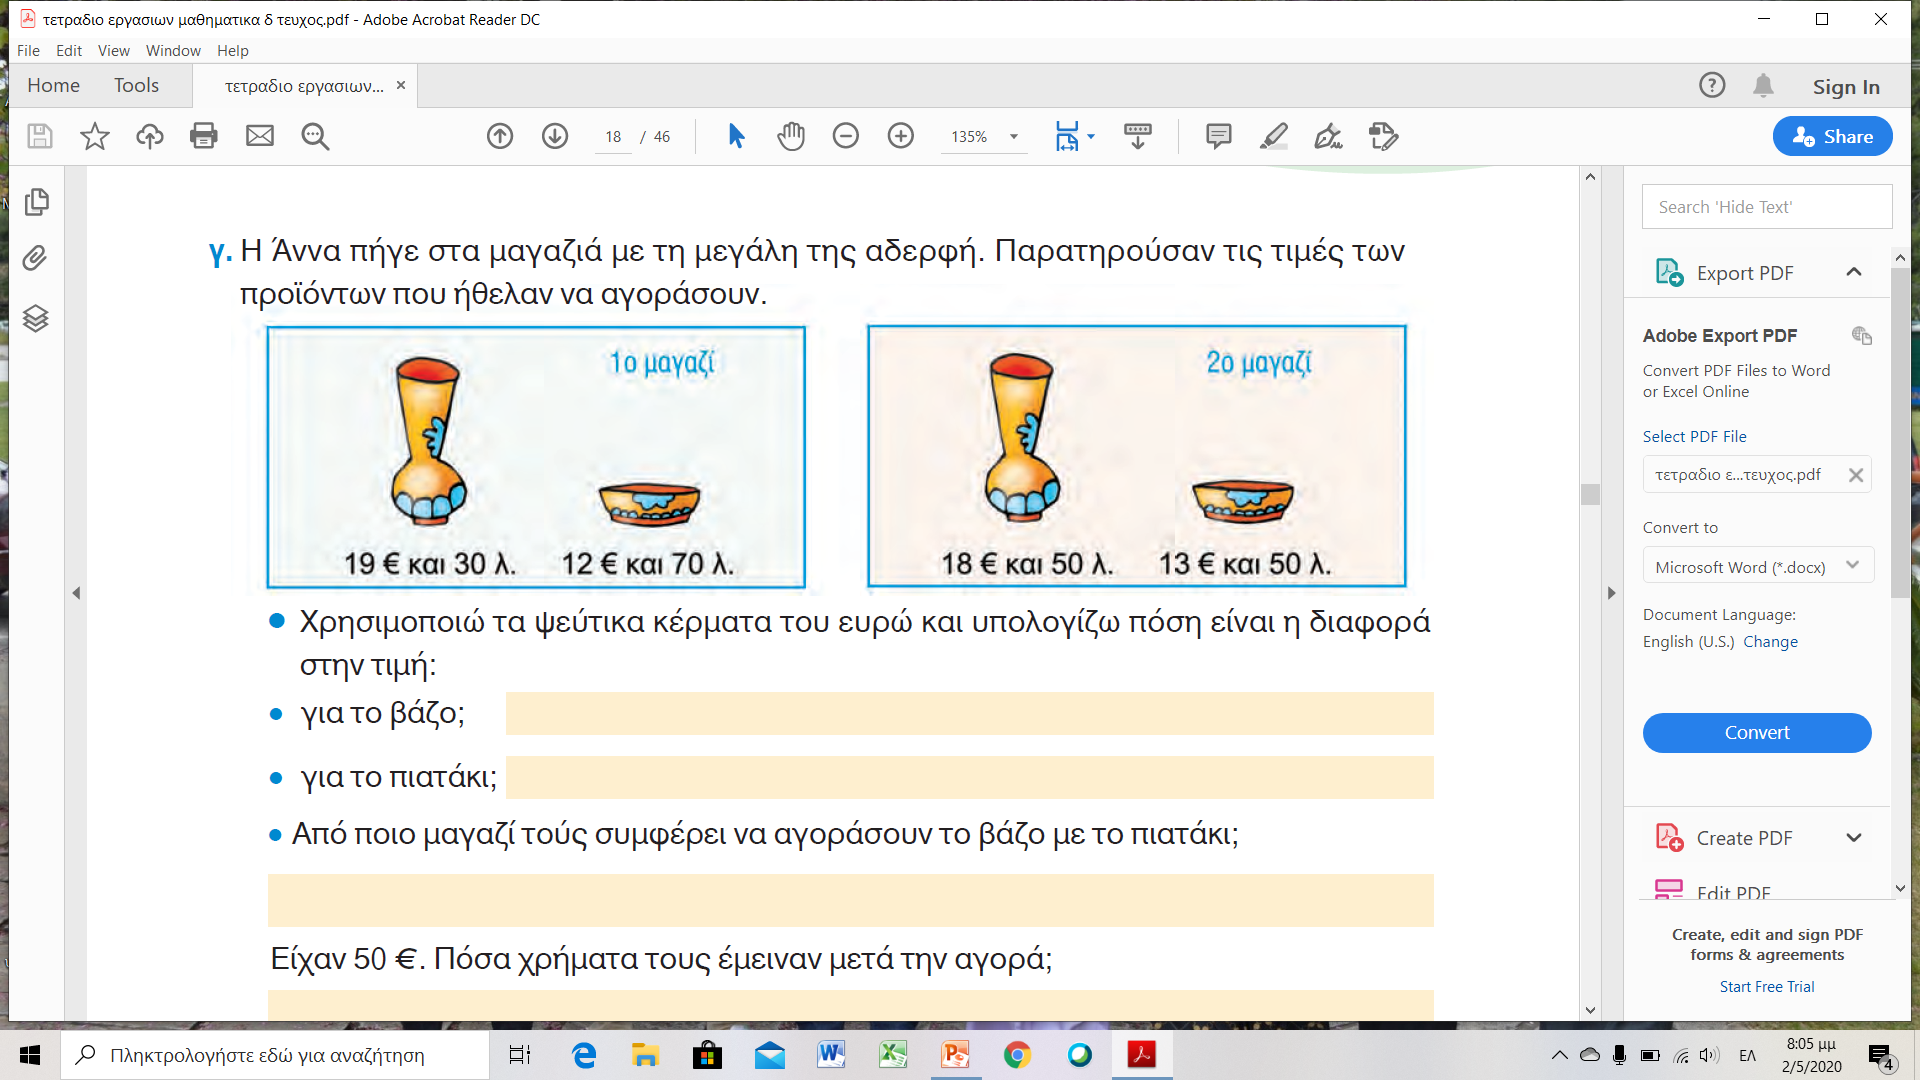 τετραδιο εργασιων μαθηματικα δ τευχος.pdf - Adobe Acrobat Reader DC
File Edit View Window Help
Home Tools τετραδιο εργασιων... × Sign In
18 / 46 135% Share
γ. Η Άννα πήγε στα μαγαζιά με τη μεγάλη της αδερφή. Παρατηρούσαν τις τιμές των
προϊόντων που ήθελαν να αγοράσουν.
1ο μαγαζί
19 € και 30 λ. 12 € και 70 λ.
2ο μαγαζί
18 € και 50 λ. 13 € και 50 λ.
• Χρησιμοποιώ τα ψεύτικα κέρματα του ευρώ και υπολογίζω πόση είναι η διαφορά
στην τιμή:
• για το βάζο;
• για το πιατάκι;
• Από ποιο μαγαζί τούς συμφέρει να αγοράσουν το βάζο με το πιατάκι;
Είχαν 50 €. Πόσα χρήματα τους έμειναν μετά την αγορά;
Search 'Hide Text'
Export PDF
Adobe Export PDF
Convert PDF Files to Word
or Excel Online
Select PDF File
τετραδιο ε...τευχος.pdf
Convert to
Microsoft Word (*.docx)
Document Language:
English (U.S.) Change
Convert
Create PDF
Edit PDF
Create, edit and sign PDF
forms & agreements
Start Free Trial
Πληκτρολογήστε εδώ για αναζήτηση
ΕΛ
8:05 μμ
2/5/2020
4